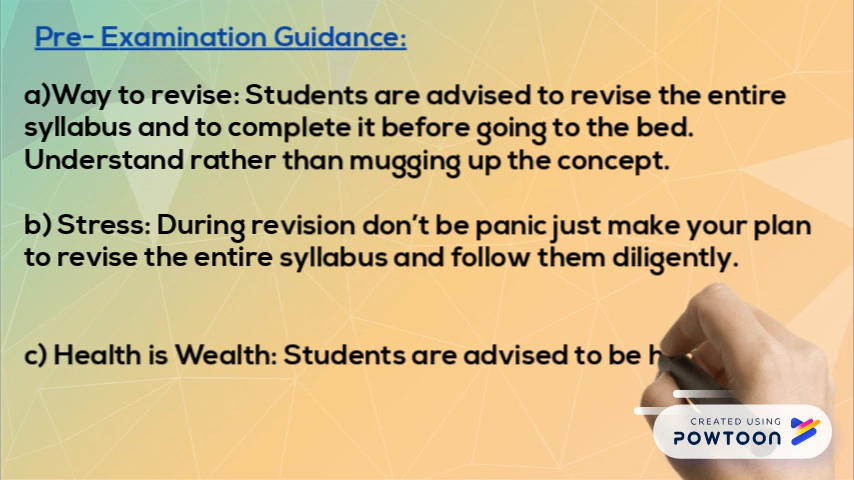 Pre- Examination Guidance:
a)Way to revise: Students are advised to revise the entire
syllabus and to complete it before going to the bed.
Understand rather than mugging up the concept.
b) Stress: During revision don't be panic just make your plan
to revise the entire syllabus and follow them diligently.
c) Health is Wealth: Students are advised to be h
CREATED USING
POWTOON